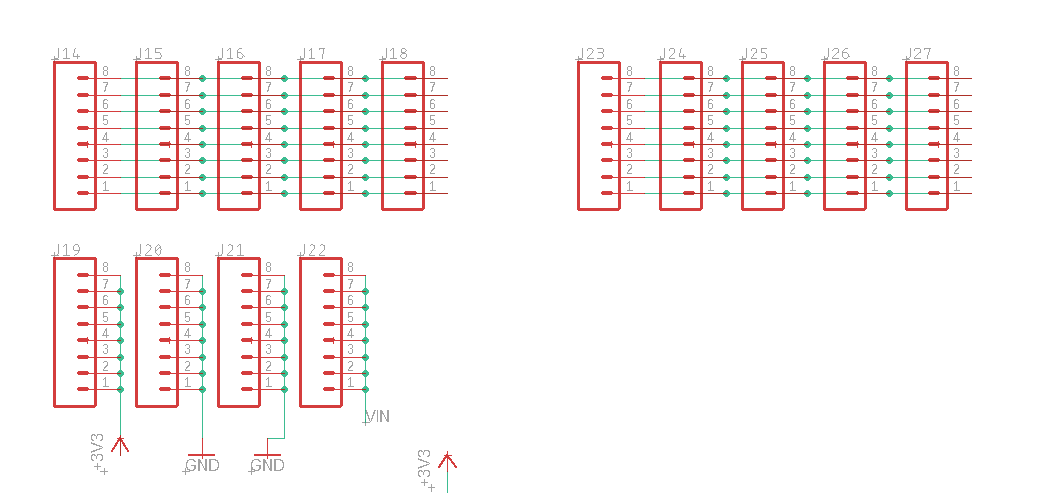 J14 J15 J16 J17 J18 J23 J24 J25 J26 J27
8 8 8 8 8 8 8 8 8 8
7 7 7 7 7 7 7 7 7 7
6 6 6 6 6 6 6 6 6 6
5 5 5 5 5 5 5 5 5 5
4 4 4 4 4 4 4 4 4 4
3 3 3 3 3 3 3 3 3 3
2 2 2 2 2 2 2 2 2 2
1 1 1 1 1 1 1 1 1 1
J19 J20 J21 J22
8 8 8 8
7 7 7 7
6 6 6 6
5 5 5 5
4 4 4 4
3 3 3 3
2 2 2 2
1 1 1 1
VIN
+3V3
GND GND
+3V3